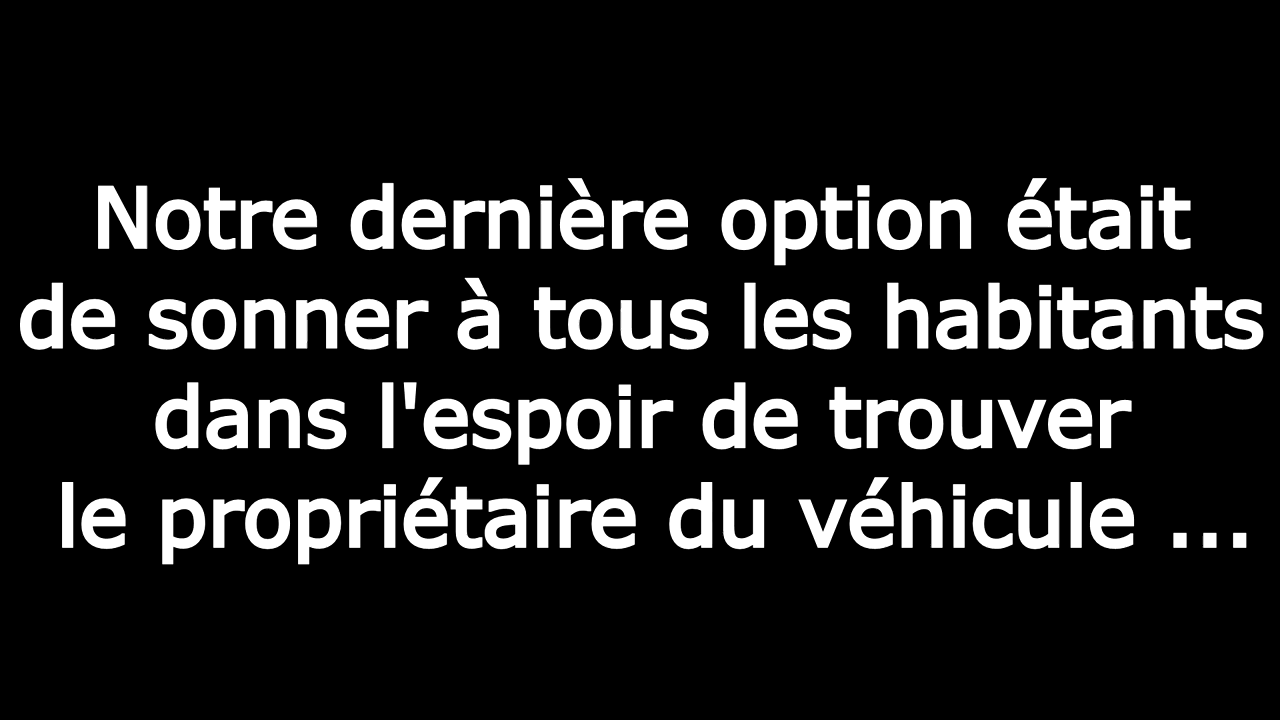 Notre dernière option était
de sonner à tous les habitants
dans l'espoir de trouver
le propriétaire du véhicule ...